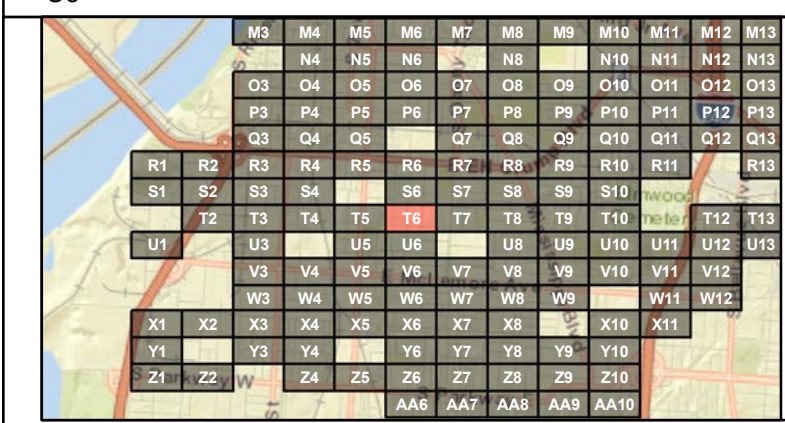 M3 M4 M5 M6 M7 M8 M9 M10 M11 M12 M13
N4 N5 N6 N8 N10 N11 N12 N13
O3 O4 O5 O6 O7 O8 O9 O10 O11 O12 O13
P3 P4 P5 P6 P7 P8 P9 P10 P11 P12 P13
Q3 Q4 Q5 Q7 Q8 Q9 Q10 Q11 Q12 Q13
R1 R2 R3 R4 R5 R6 R7 R8 R9 R10 R11 R13
S1 S2 S3 S4 S6 S7 S8 S9 S10
T2 T3 T4 T5 T6 T7 T8 T9 T10 T12 T13
U1 U3 U5 U6 U8 U9 U10 U11 U12 U13
V3 V4 V5 V6 V7 V8 V9 V10 V11 V12
W3 W4 W5 W6 W7 W8 W9 W11 W12
X1 X2 X3 X4 X5 X6 X7 X8 X10 X11
Y1 Y3 Y4 Y6 Y7 Y8 Y9 Y10
Z1 Z2 Z4 Z5 Z6 Z7 Z8 Z9 Z10
S Parkway W
St
AA6 AA7 AA8 AA9 AA10